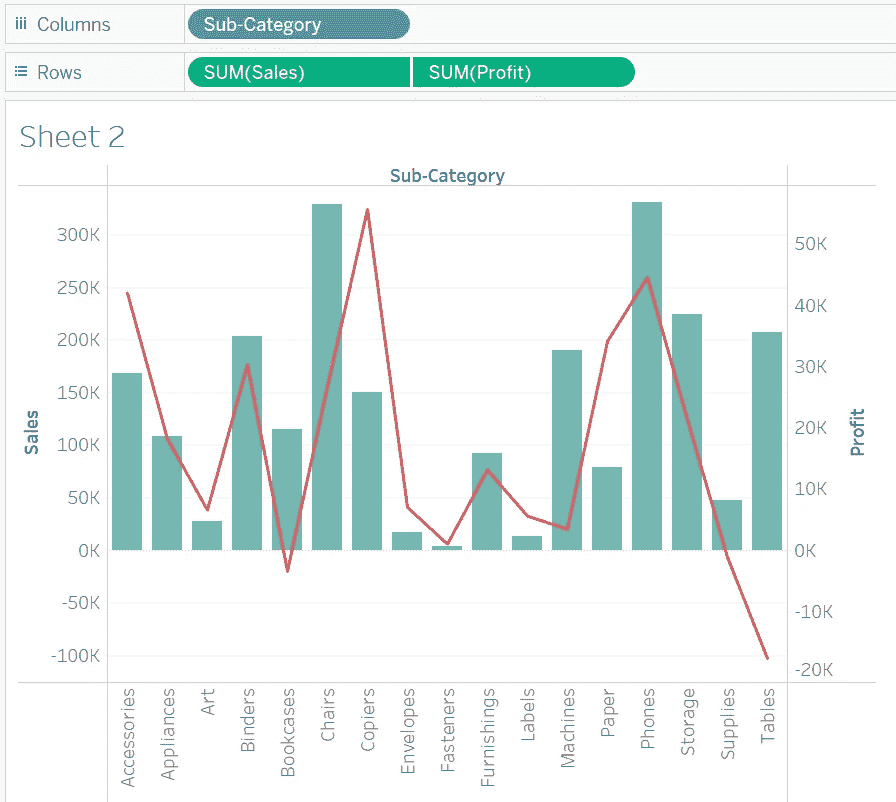 Columns
Sub-Category
Rows
SUM(Sales)
SUM(Profit)
Sheet 2
Sub-Category
Sales
300K
250K
200K
150K
100K
50K
0K
-50K
-100K
50K
40K
30K
20K
10K
0K
-10K
-20K
Profit
Accessories
Appliances
Art
Binders
Bookcases
Chairs
Copiers
Envelopes
Fasteners
Furnishings
Labels
Machines
Paper
Phones
Storage
Supplies
Tables